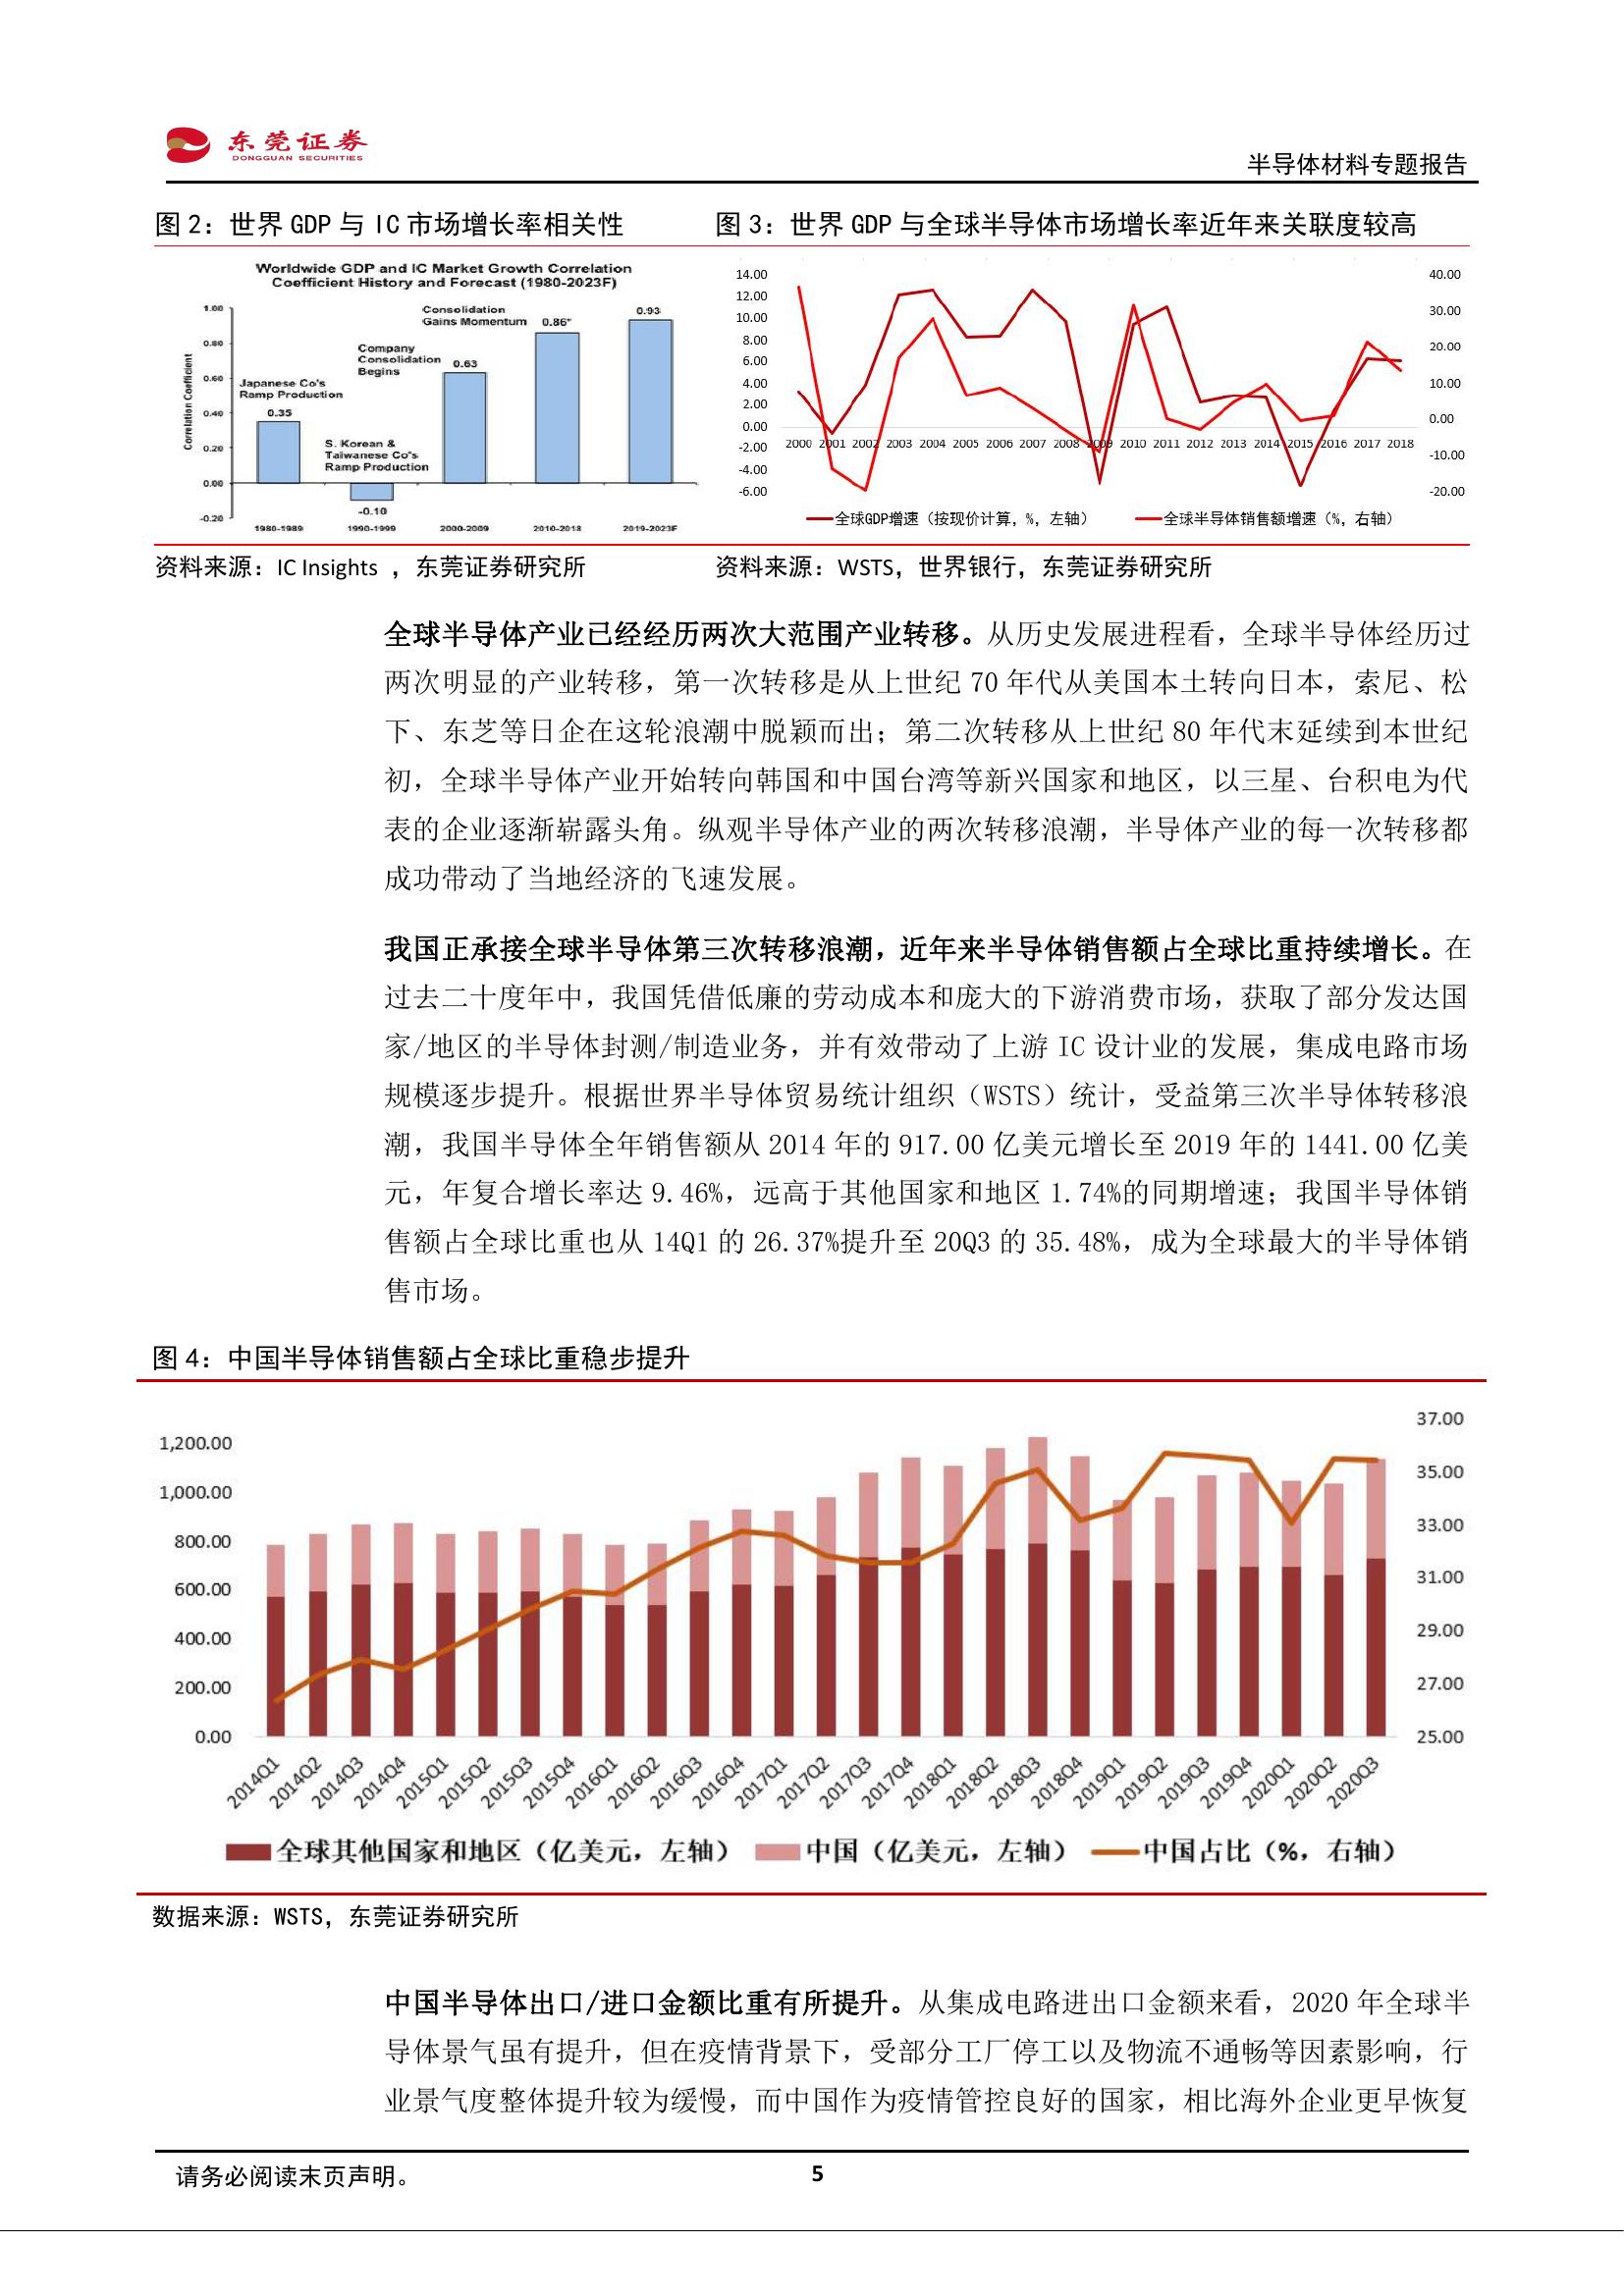 东莞证券
DONGGUAN SECURITIES
半导体材料专题报告
图 2：世界 GDP 与 IC 市场增长率相关性
Worldwide GDP and IC Market Growth Correlation
Coefficient History and Forecast (1980-2023F)
Correlation Coefficient
1.00
0.80
0.60
0.40
0.20
0.00
-0.20
Japanese Co's
Ramp Production
0.35
S. Korean &
Taiwanese Co's
Ramp Production
-0.10
Company
Consolidation
Begins
0.63
Consolidation
Gains Momentum
0.86*
0.93
1980-1989 1990-1999 2000-2009 2010-2018 2019-2023F
资料来源：IC Insights ，东莞证券研究所
图 3：世界 GDP 与全球半导体市场增长率近年来关联度较高
14.00
12.00
10.00
8.00
6.00
4.00
2.00
0.00
-2.00
-4.00
-6.00
40.00
30.00
20.00
10.00
0.00
-10.00
-20.00
2000 2001 2002 2003 2004 2005 2006 2007 2008 2009 2010 2011 2012 2013 2014 2015 2016 2017 2018
全球GDP增速（按现价计算，%，左轴） 全球半导体销售额增速（%，右轴）
资料来源：WSTS，世界银行，东莞证券研究所
全球半导体产业已经经历两次大范围产业转移。从历史发展进程看，全球半导体经历过
两次明显的产业转移，第一次转移是从上世纪 70 年代从美国本土转向日本，索尼、松
下、东芝等日企在这轮浪潮中脱颖而出；第二次转移从上世纪 80 年代末延续到本世纪
初，全球半导体产业开始转向韩国和中国台湾等新兴国家和地区，以三星、台积电为代
表的企业逐渐崭露头角。纵观半导体产业的两次转移浪潮，半导体产业的每一次转移都
成功带动了当地经济的飞速发展。
我国正承接全球半导体第三次转移浪潮，近年来半导体销售额占全球比重持续增长。在
过去二十度年中，我国凭借低廉的劳动成本和庞大的下游消费市场，获取了部分发达国
家/地区的半导体封测/制造业务，并有效带动了上游 IC 设计业的发展，集成电路市场
规模逐步提升。根据世界半导体贸易统计组织（WSTS）统计，受益第三次半导体转移浪
潮，我国半导体全年销售额从 2014 年的 917.00 亿美元增长至 2019 年的 1441.00 亿美
元，年复合增长率达 9.46%，远高于其他国家和地区 1.74%的同期增速；我国半导体销
售额占全球比重也从 14Q1 的 26.37%提升至 20Q3 的 35.48%，成为全球最大的半导体销
售市场。
图 4：中国半导体销售额占全球比重稳步提升
1,200.00
1,000.00
800.00
600.00
400.00
200.00
0.00
37.00
35.00
33.00
31.00
29.00
27.00
25.00
2014Q1 2014Q2 2014Q3 2014Q4 2015Q1 2015Q2 2015Q3 2015Q4 2016Q1 2016Q2 2016Q3 2016Q4 2017Q1 2017Q2 2017Q3 2017Q4 2018Q1 2018Q2 2018Q3 2018Q4 2019Q1 2019Q2 2019Q3 2019Q4 2020Q1 2020Q2 2020Q3
全球其他国家和地区（亿美元，左轴） 中国（亿美元，左轴） 中国占比（%，右轴）
数据来源：WSTS，东莞证券研究所
中国半导体出口/进口金额比重有所提升。从集成电路进出口金额来看，2020 年全球半
导体景气虽有提升，但在疫情背景下，受部分工厂停工以及物流不通畅等因素影响，行
业景气度整体提升较为缓慢，而中国作为疫情管控良好的国家，相比海外企业更早恢复
请务必阅读末页声明。
5